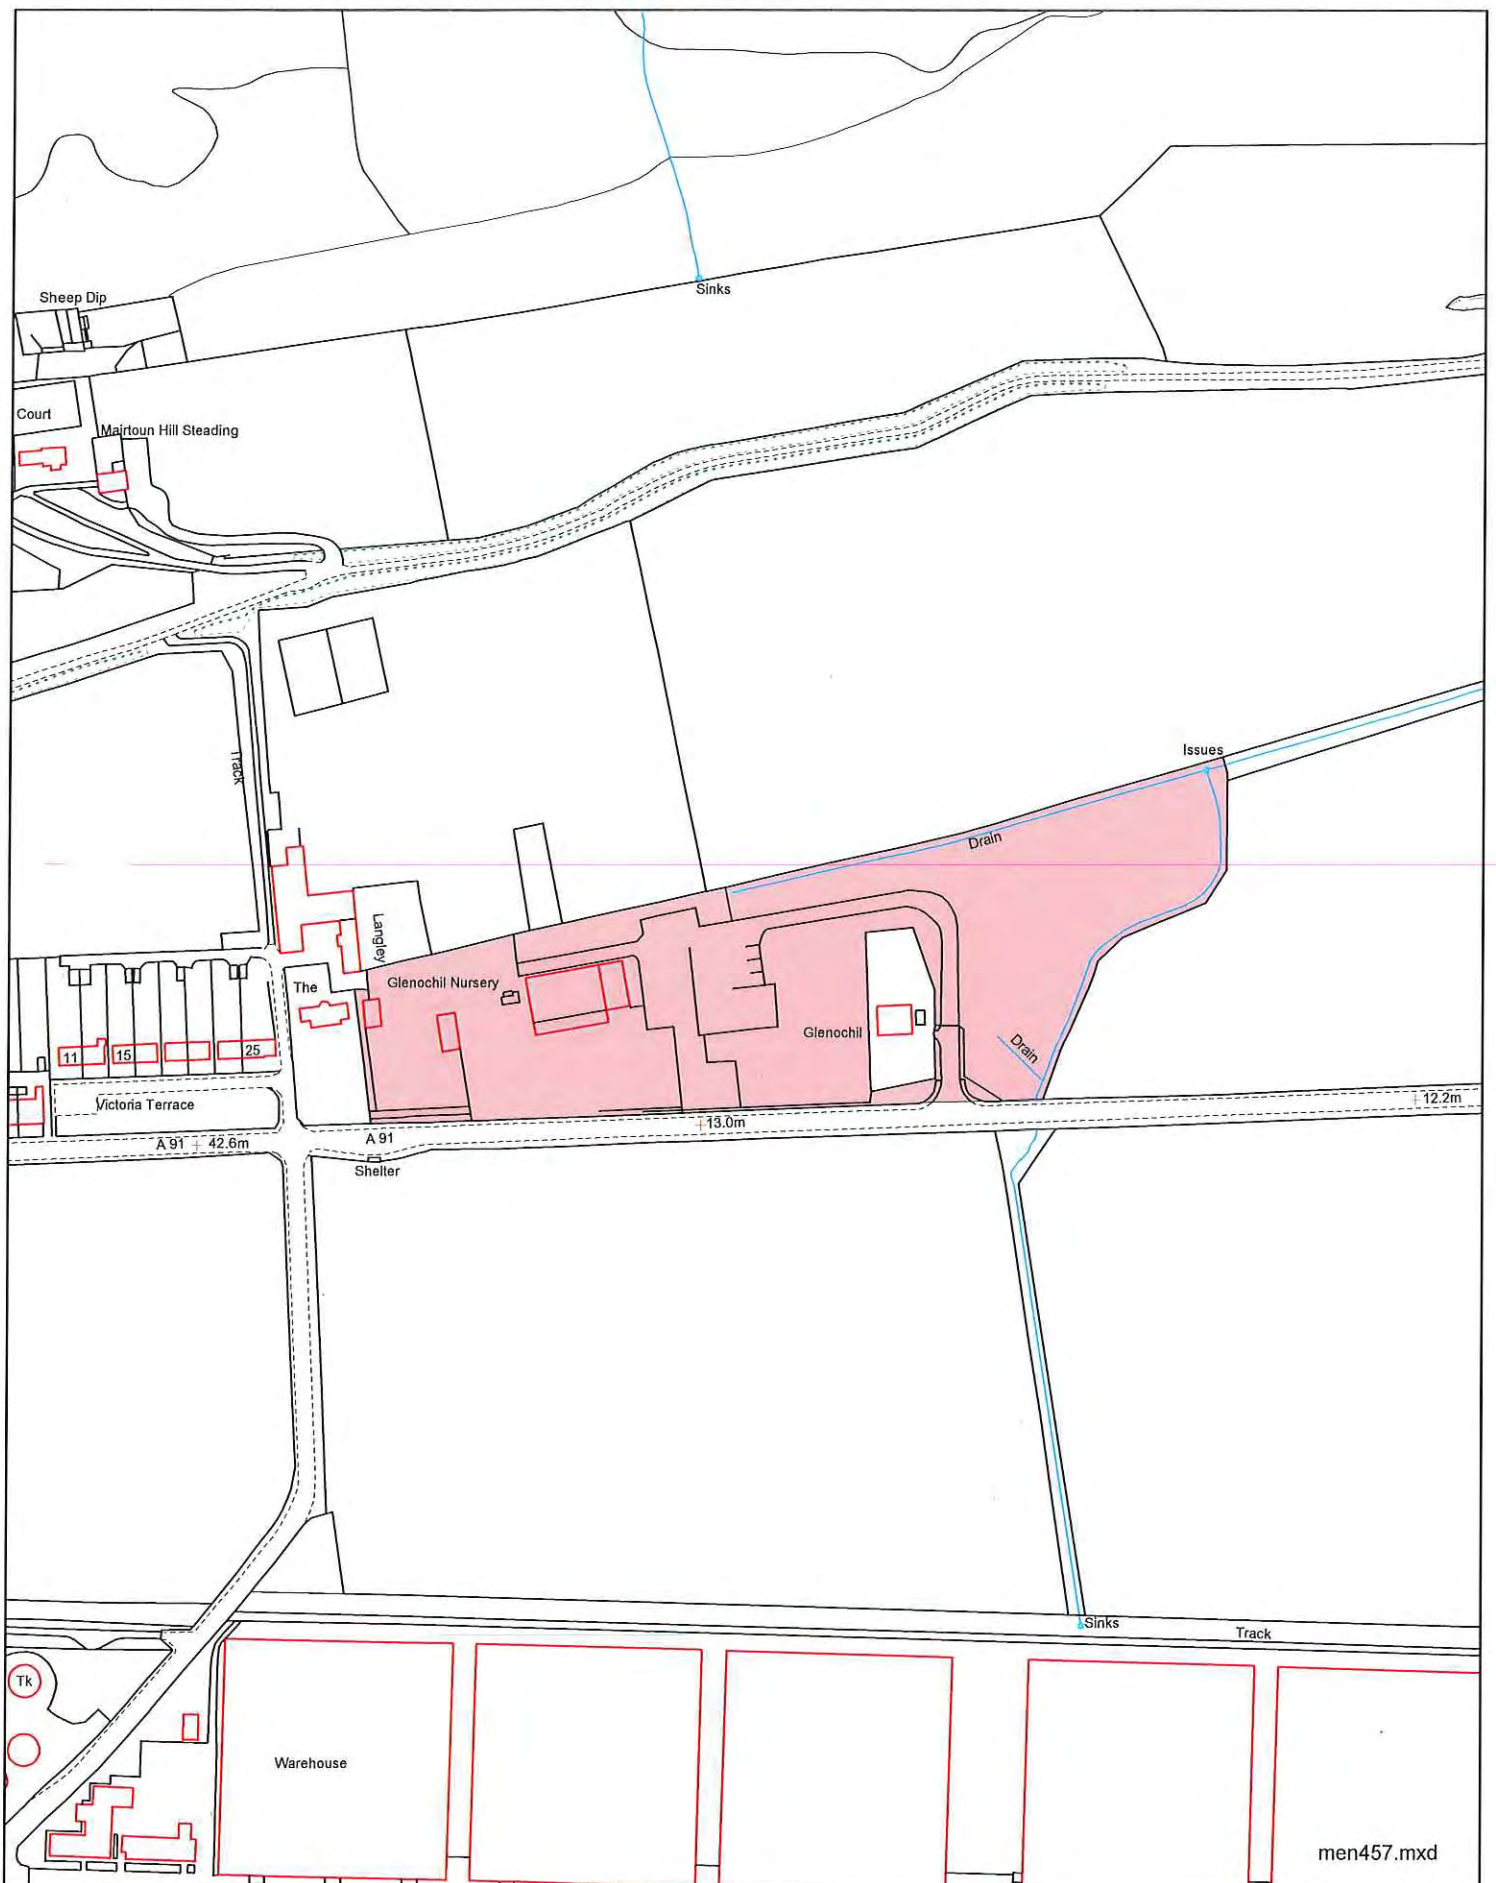 Sinks
Sheep Dip
Court
Mairtoun Hill Steading
Track
Issues
Drain
Langley
The
Glenochil Nursery
Glenochil
Drain
11
15
25
Victoria Terrace
A 91
42.6m
A 91
13.0m
12.2m
Shelter
Sinks
Track
Tk
Warehouse
men457.mxd